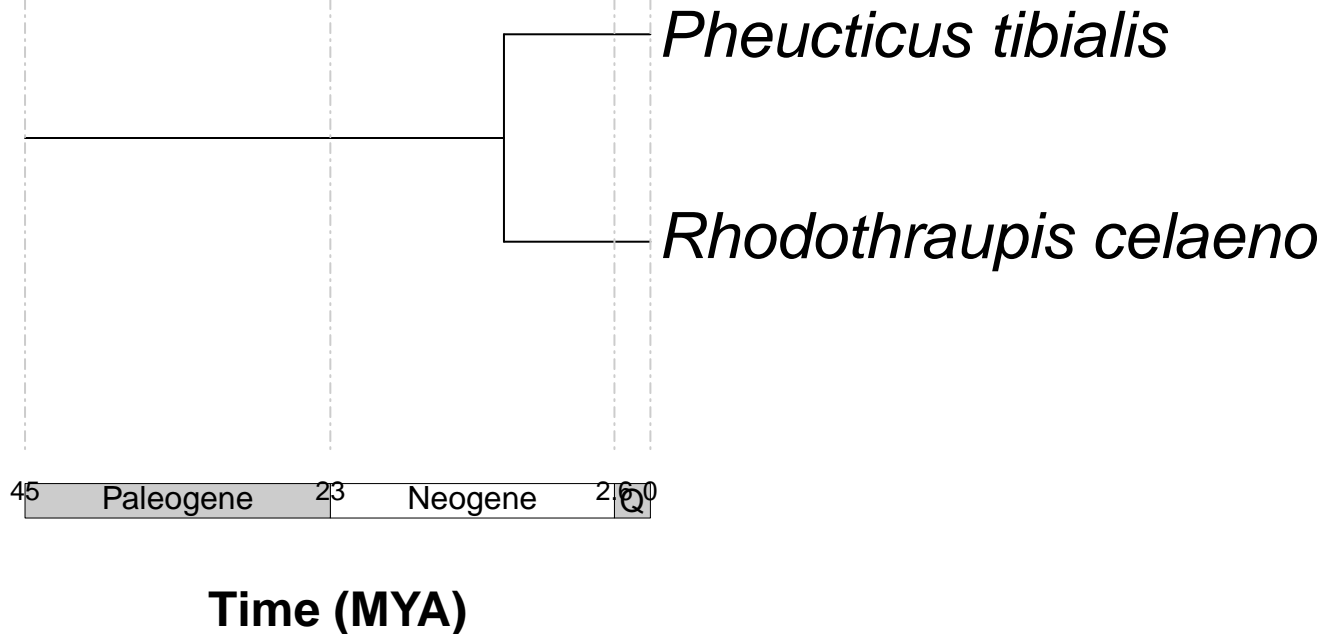 Pheucticus tibialis
Rhodothraupis celaeno
45 Paleogene 23 Neogene 2.6 Q 0
Time (MYA)